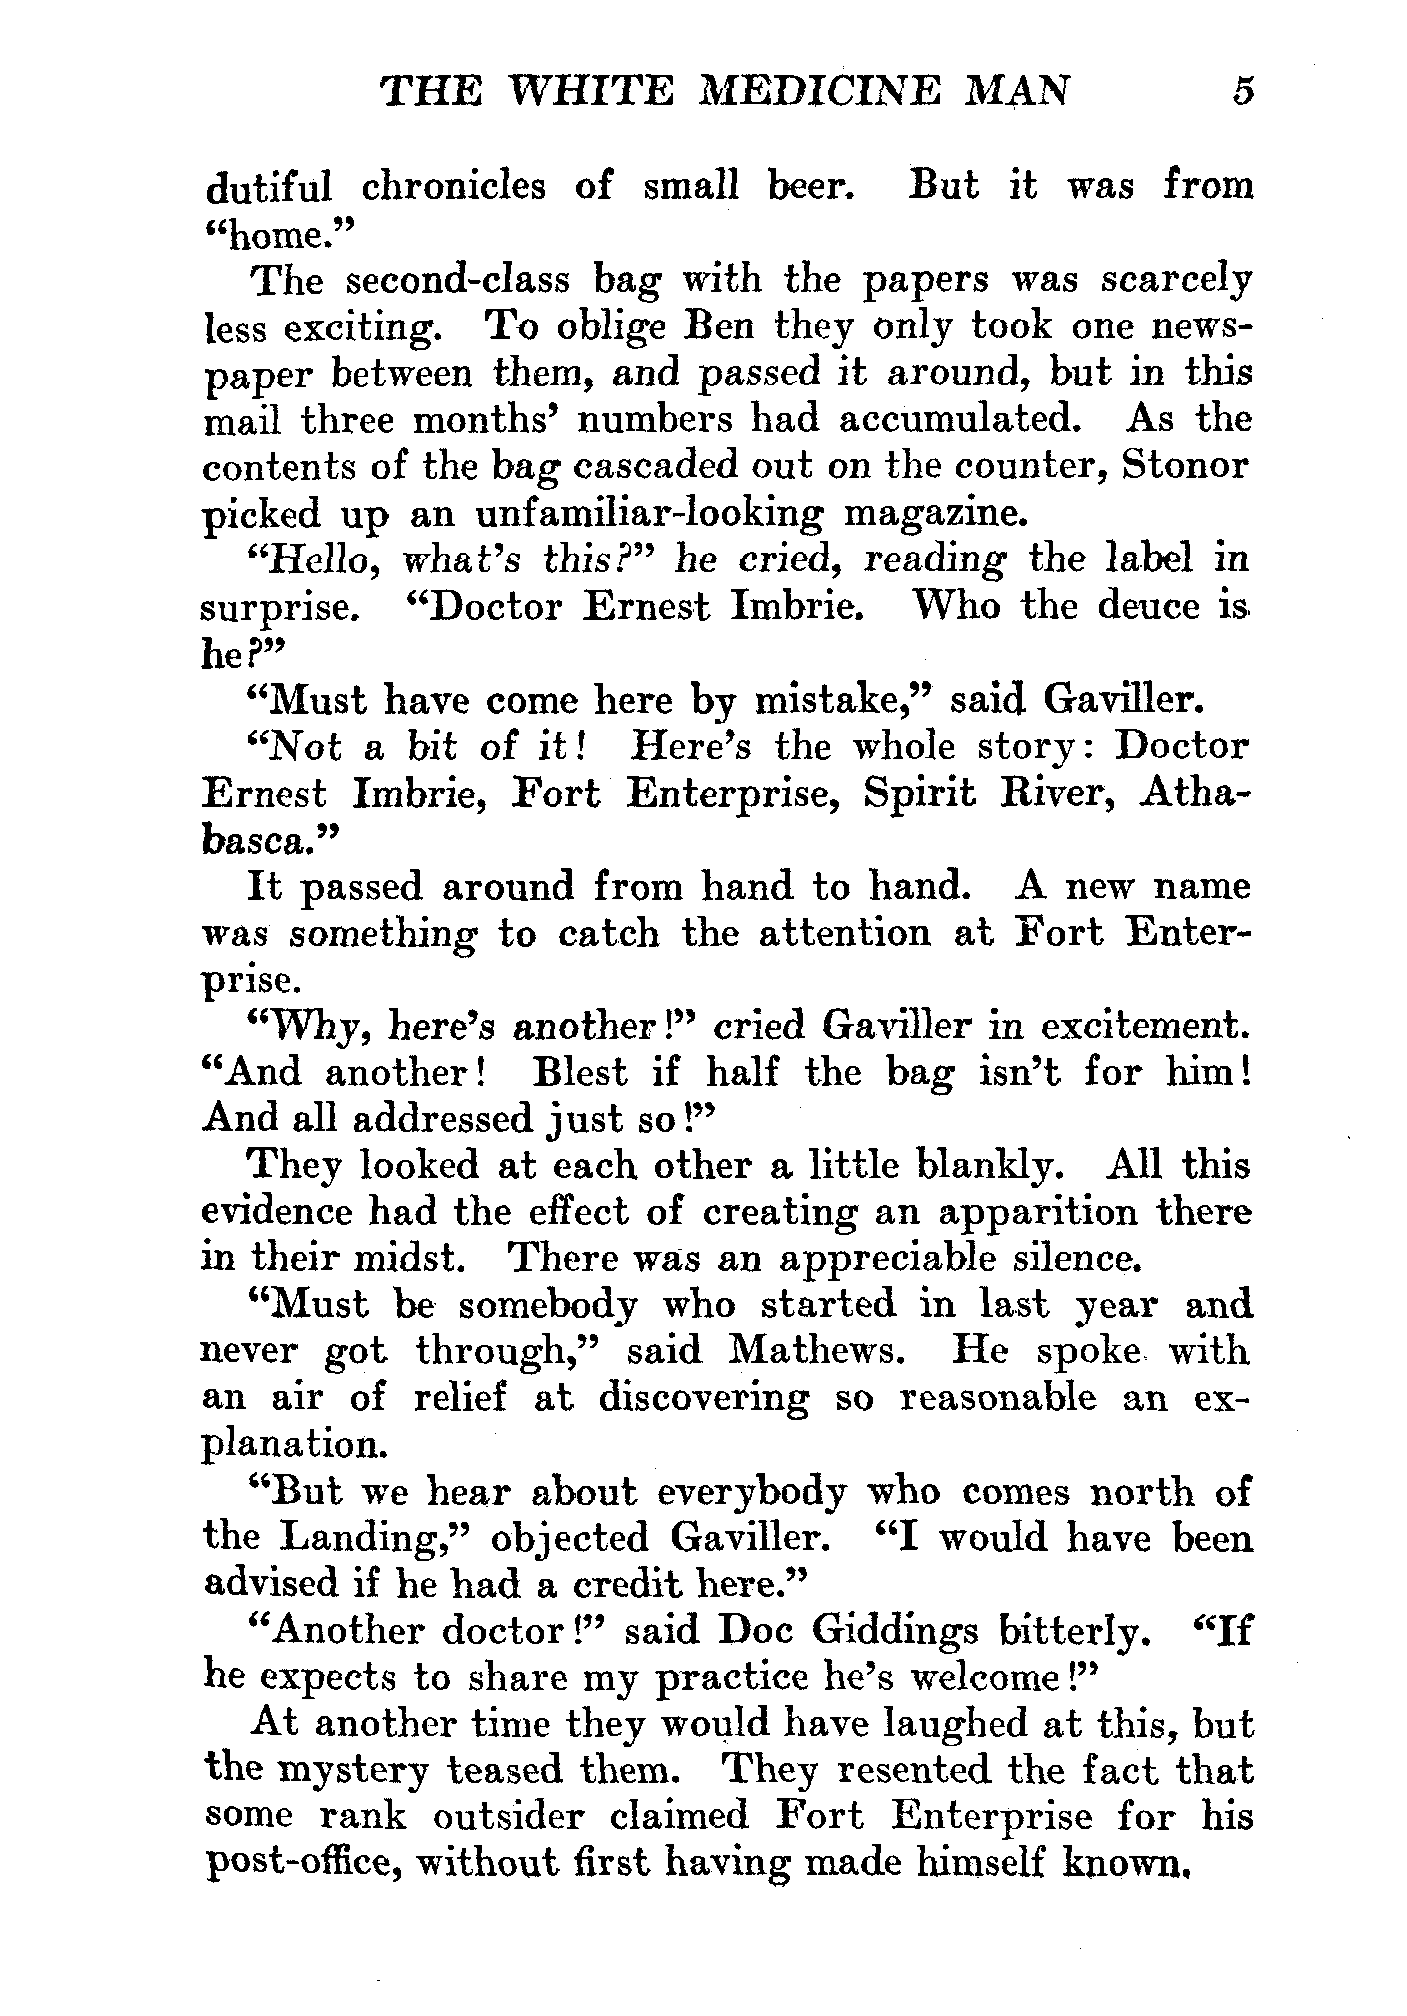 THE WHITE MEDICINE MAN 5
dutiful chronicles of small beer. But it was from
“home.”
The second-class bag with the papers was scarcely
less exciting. To oblige Ben they only took one news-
paper between them, and passed it around, but in this
mail three months’ numbers had accumulated. As the
contents of the bag cascaded out on the counter, Stonor
picked up an unfamiliar-looking magazine.
“Hello, what’s this?” he cried, reading the label in
surprise. “Doctor Ernest Imbrie. Who the deuce is
he?”
“Must have come here by mistake,” said Gaviller.
“Not a bit of it! Here’s the whole story: Doctor
Ernest Imbrie, Fort Enterprise, Spirit River, Atha-
basca.”
It passed around from hand to hand. A new name
was something to catch the attention at Fort Enter-
prise.
“Why, here’s another!” cried Gaviller in excitement.
“And another! Blest if half the bag isn’t for him!
And all addressed just so!”
They looked at each other a little blankly. All this
evidence had the effect of creating an apparition there
in their midst. There was an appreciable silence.
“Must be somebody who started in last year and
never got through,” said Mathews. He spoke with
an air of relief at discovering so reasonable an ex-
planation.
“But we hear about everybody who comes north of
the Landing,” objected Gaviller. “I would have been
advised if he had a credit here.”
“Another doctor!” said Doc Giddings bitterly. “If
he expects to share my practice he’s welcome!”
At another time they would have laughed at this, but
the mystery teased them. They resented the fact that
some rank outsider claimed Fort Enterprise for his
post-office, without first having made himself known.